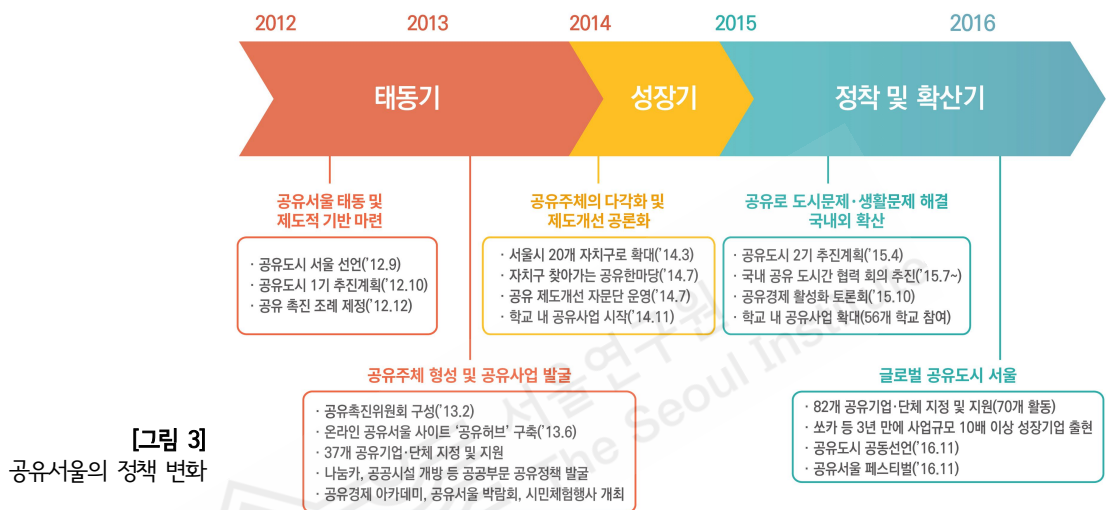 2012
2013
2014
2015
2016
태동기
성장기
정착 및 확산기
공유서울 태동 및
제도적 기반 마련
· 공유도시 서울 선언('12.9)
· 공유도시 1기 추진계획('12.10)
· 공유 촉진 조례 제정('12.12)
공유주체의 다각화 및
제도개선 공론화
· 서울시 20개 자치구로 확대('14.3)
· 자치구 찾아가는 공유한마당('14.7)
· 공유 제도개선 자문단 운영('14.7)
· 학교 내 공유사업 시작('14.11)
공유로 도시문제·생활문제 해결
국내외 확산
· 공유도시 2기 추진계획('15.4)
· 국내 공유 도시간 협력 회의 추진('15.7~)
· 공유경제 활성화 토론회('15.10)
· 학교 내 공유사업 확대(56개 학교 참여)
공유주체 형성 및 공유사업 발굴
· 공유촉진위원회 구성('13.2)
· 온라인 공유서울 사이트 '공유허브' 구축('13.6)
· 37개 공유기업·단체 지정 및 지원
· 나눔카, 공공시설 개방 등 공공부문 공유정책 발굴
· 공유경제 아카데미, 공유서울 박람회, 시민체험행사 개최
글로벌 공유도시 서울
· 82개 공유기업·단체 지정 및 지원(70개 활동)
· 쏘카 등 3년 만에 사업규모 10배 이상 성장기업 출현
· 공유도시 공동선언('16.11)
· 공유서울 페스티벌('16.11)
[그림 3]
공유서울의 정책 변화
서울연구원
The Seoul Institute